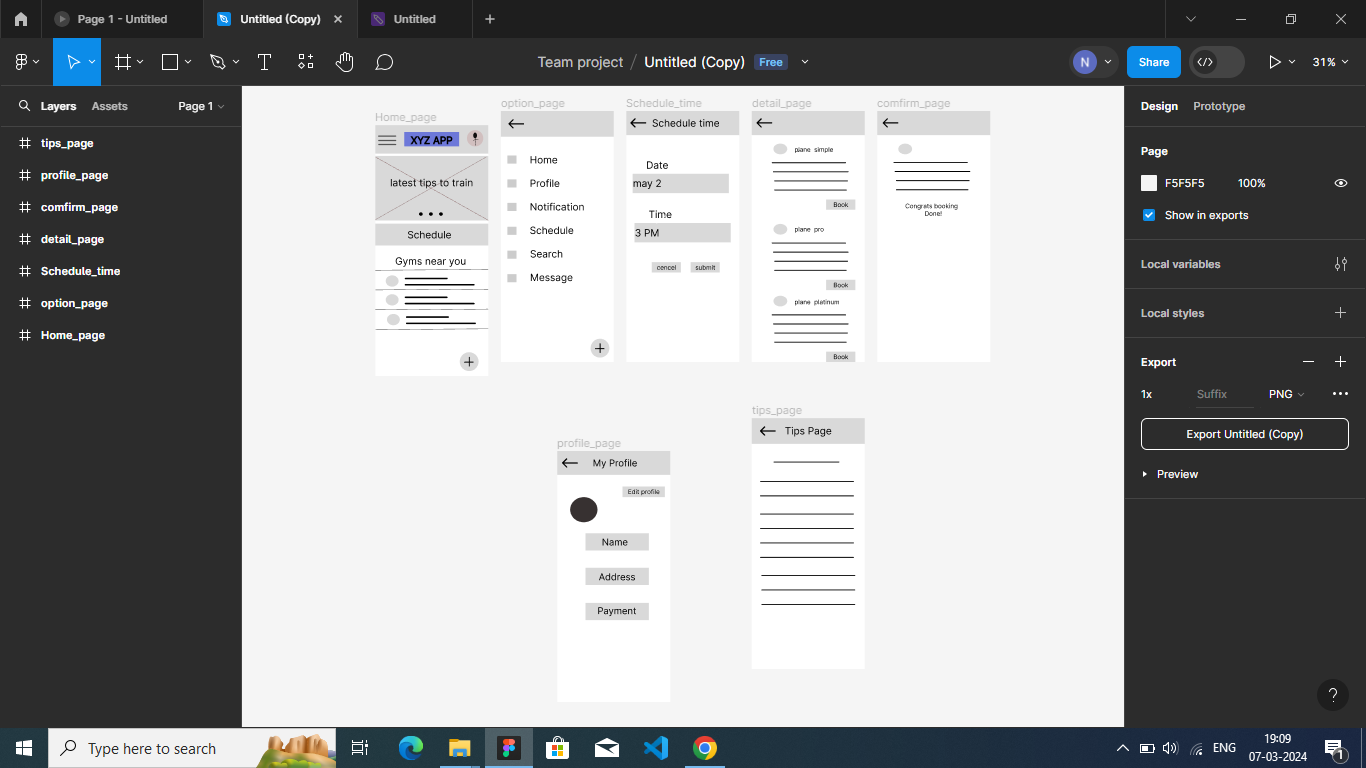 Page 1 - Untitled
Untitled (Copy)
Untitled
Team project / Untitled (Copy) Free
N
Share
31%
Layers
Assets
Page 1
tips_page
profile_page
comfirm_page
detail_page
Schedule_time
option_page
Home_page
Home_page
XYZ APP
latest tips to train
Schedule
Gyms near you
option_page
Home
Profile
Notification
Schedule
Search
Message
Schedule_time
Schedule time
Date
may 2
Time
3 PM
cancel
submit
detail_page
plane simple
Book
plane pro
Book
plane platinum
Book
comfirm_page
Congrats booking
Done!
profile_page
My Profile
Edit profile
Name
Address
Payment
tips_page
Tips Page
Design
Prototype
Page
F5F5F5
100%
Show in exports
Local variables
Local styles
Export
1x
Suffix
PNG
Export Untitled (Copy)
Preview
?
Type here to search
ENG
19:09
07-03-2024
1